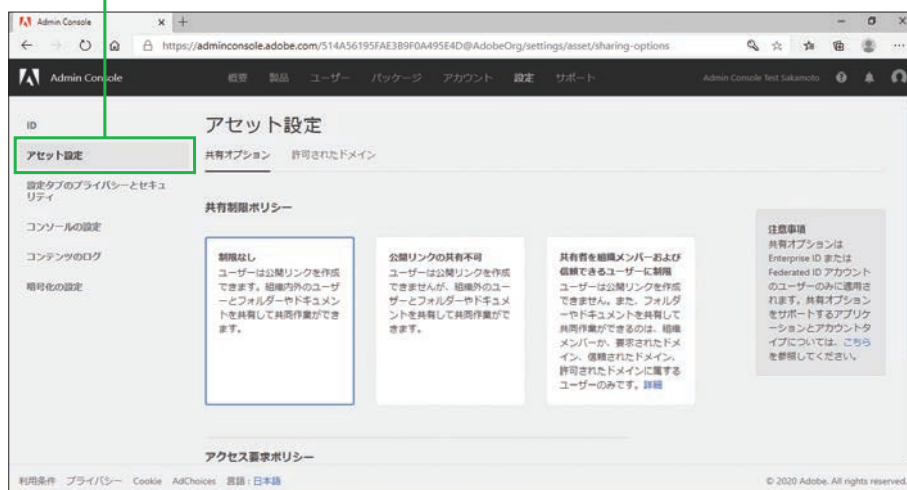 Admin Console
https://adminconsole.adobe.com/514A56195FAE3B9F0A495E4D@AdobeOrg/settings/asset/sharing-options
Admin Console
概要 製品 ユーザー パッケージ アカウント 設定 サポート
Admin Console Test Sakamoto
ID
アセット設定
設定タブのプライバシーとセキュ
リティ
コンソールの設定
コンテンツのログ
暗号化の設定
アセット設定
共有オプション 許可されたドメイン
共有制限ポリシー
制限なし
ユーザーは公開リンクを作成
できます。組織内外のユーザ
ーとフォルダーやドキュメン
トを共有して共同作業ができ
ます。
公開リンクの共有不可
ユーザーは公開リンクを作成
できませんが、組織外のユー
ザーとフォルダーやドキュメ
ントを共有して共同作業がで
きます。
共有者を組織メンバーおよび
信頼できるユーザーに制限
ユーザーは公開リンクを作成
できません。また、フォルダ
ーやドキュメントを共有して
共同作業ができるのは、組織
メンバーか、要求されたドメ
イン、信頼されたドメイン、
許可されたドメインに属する
ユーザーのみです。詳細
注意事項
共有オプションは
Enterprise ID または
Federated ID アカウント
のユーザーのみに適用さ
れます。共有オプション
をサポートするアプリケ
ーションとアカウントタ
イプについては、こちら
を参照してください。
アクセス要求ポリシー
利用条件 プライバシー Cookie AdChoices 言語 : 日本語
© 2020 Adobe. All rights reserved.